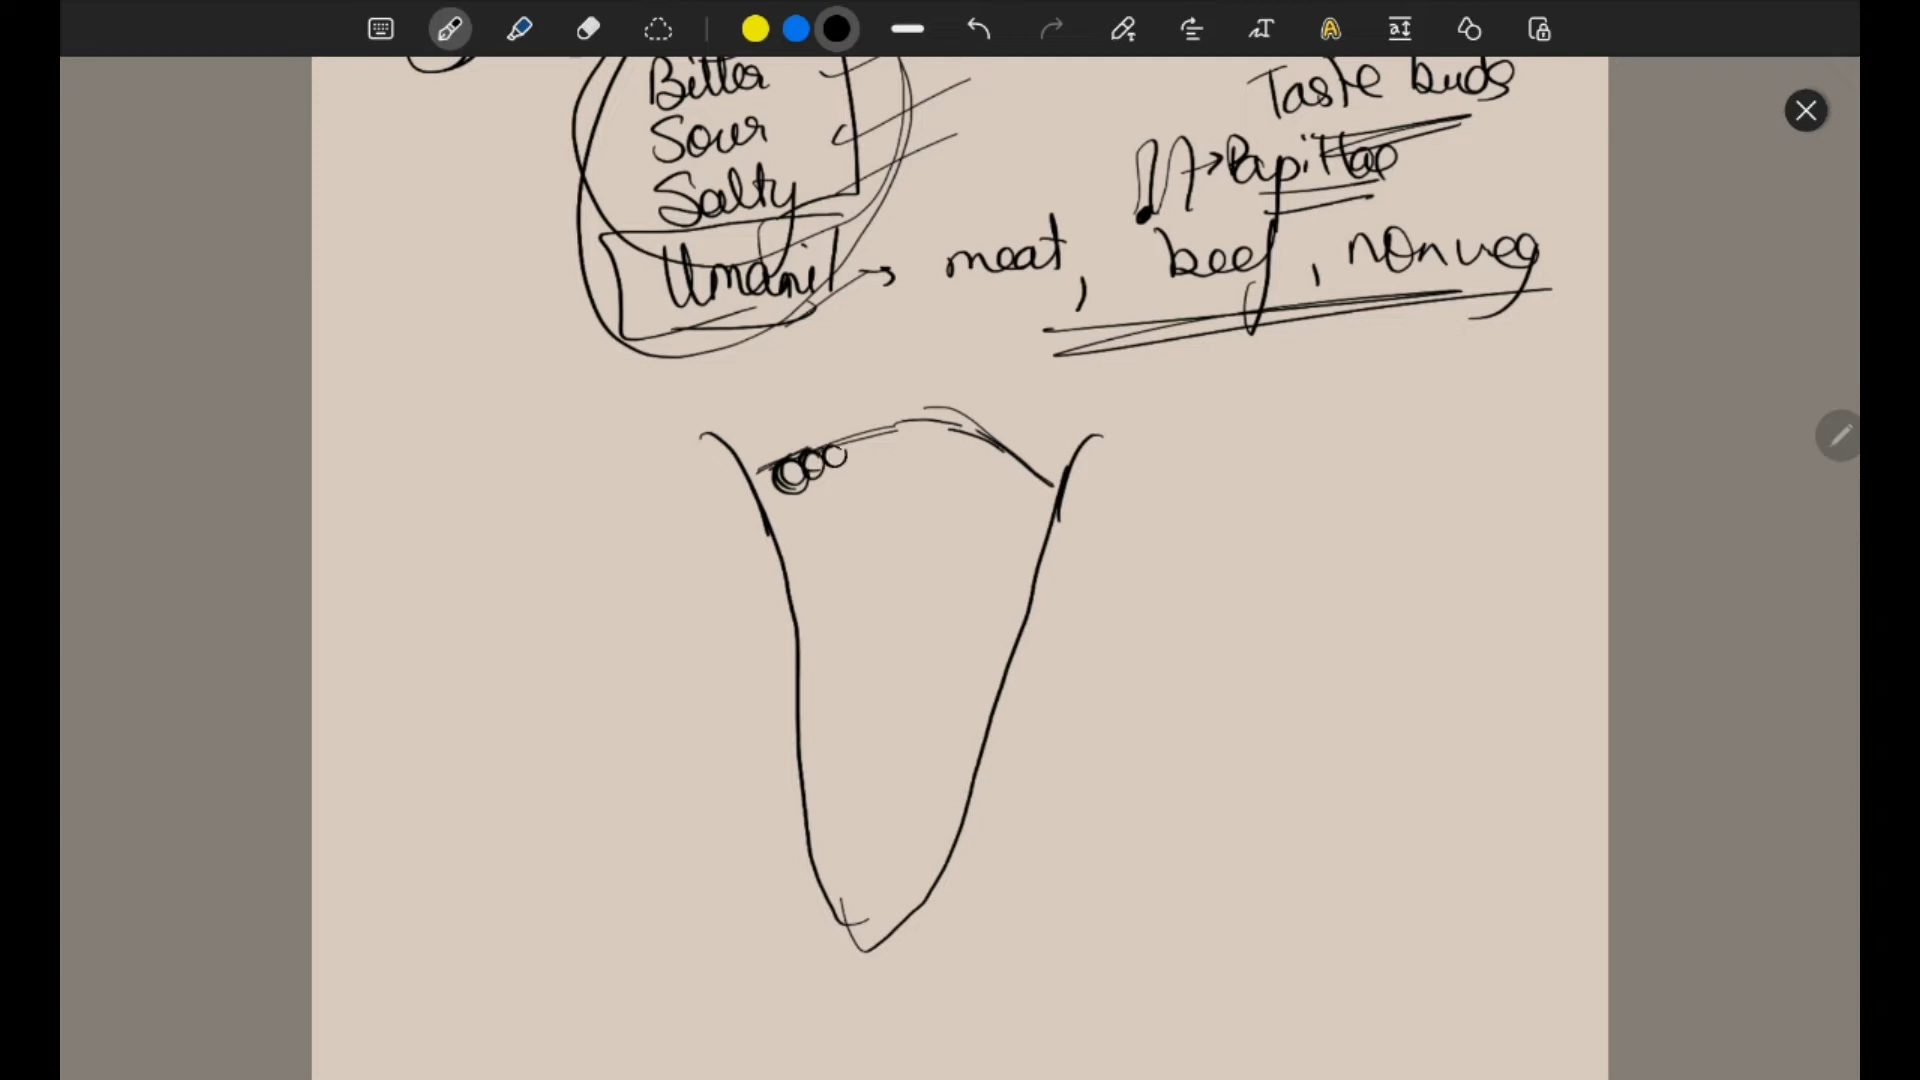 Bitter
Sour
Salty
Umami → meat, beef, nonveg
Taste buds
→ Papillae